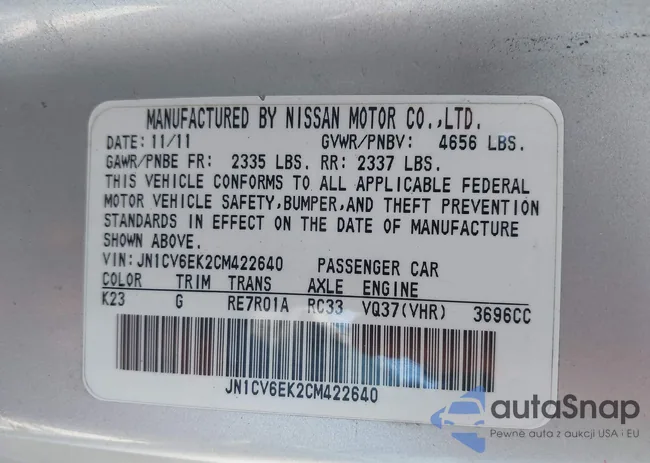 MANUFACTURED BY NISSAN MOTOR CO.,LTD.
DATE: 11/11 GVWR/PNBV: 4656 LBS.
GAWR/PNBE FR: 2335 LBS. RR: 2337 LBS.
THIS VEHICLE CONFORMS TO ALL APPLICABLE FEDERAL
MOTOR VEHICLE SAFETY,BUMPER,AND THEFT PREVENTION
STANDARDS IN EFFECT ON THE DATE OF MANUFACTURE
SHOWN ABOVE.
VIN: JN1CV6EK2CM422640 PASSENGER CAR
COLOR TRIM TRANS AXLE ENGINE
K23 G RE7R01A RC33 VQ37(VHR) 3696CC
JN1CV6EK2CM422640
autaSnap
Pewne auta z aukcji USA i EU